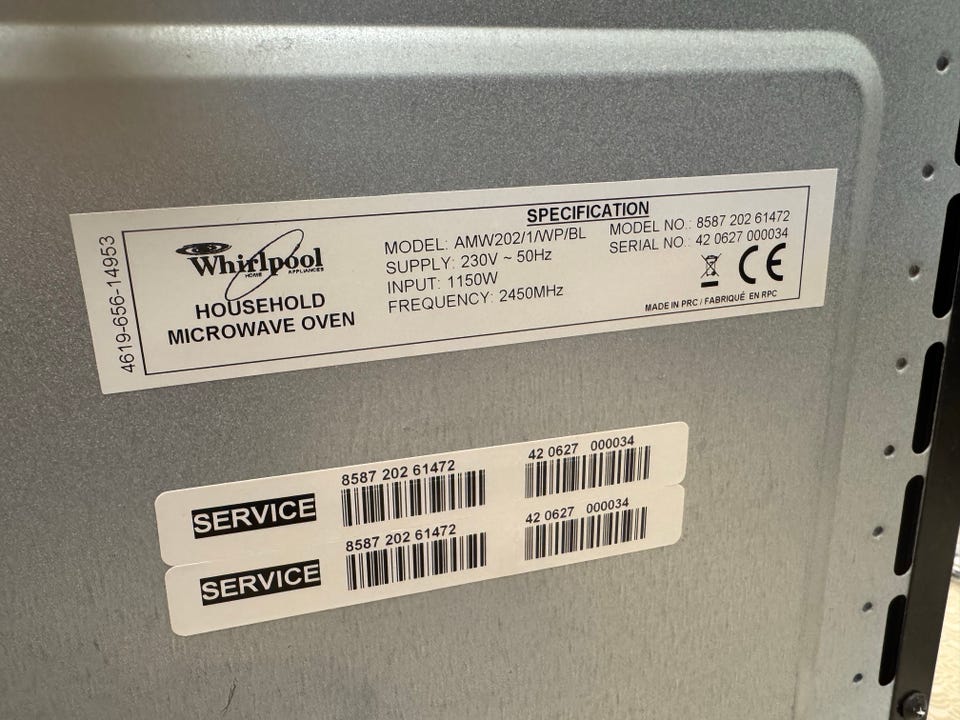 4619-656-14953
Whirlpool
HOME APPLIANCES
HOUSEHOLD
MICROWAVE OVEN
SPECIFICATION
MODEL: AMW202/1/WP/BL
SUPPLY: 230V ~ 50Hz
INPUT: 1150W
FREQUENCY: 2450MHz
MODEL NO.: 8587 202 61472
SERIAL NO.: 42 0627 000034
CE
MADE IN PRC / FABRIQUÉ EN RPC
SERVICE
8587 202 61472
42 0627 000034
SERVICE
8587 202 61472
42 0627 000034